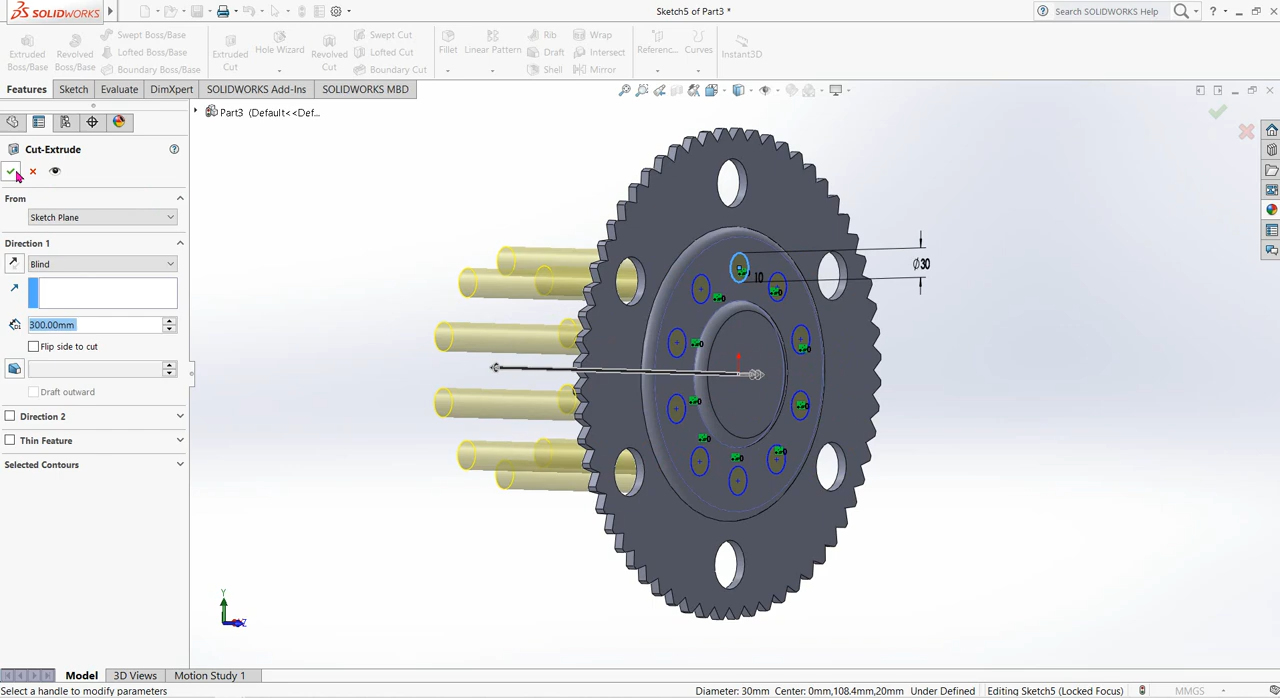 SOLIDWORKS
Sketch5 of Part3
Search SOLIDWORKS Help
?
Extruded Boss/Base
Revolved Boss/Base
Swept Boss/Base
Lofted Boss/Base
Boundary Boss/Base
Extruded Cut
Hole Wizard
Revolved Cut
Swept Cut
Lofted Cut
Boundary Cut
Fillet
Linear Pattern
Rib
Draft
Shell
Wrap
Intersect
Mirror
Referenc...
Curves
Instant3D
Features
Sketch
Evaluate
DimXpert
SOLIDWORKS Add-Ins
SOLIDWORKS MBD
Part3 (Default<<Def...
Cut-Extrude
From
Sketch Plane
Direction 1
Blind
300.00mm
Flip side to cut
Draft outward
Direction 2
Thin Feature
Selected Contours
Ø30
10
Y
Z
Model
3D Views
Motion Study 1
Select a handle to modify parameters
Diameter: 30mm Center: 0mm,108.4mm,20mm
Under Defined
Editing Sketch5 (Locked Focus)
MMGS